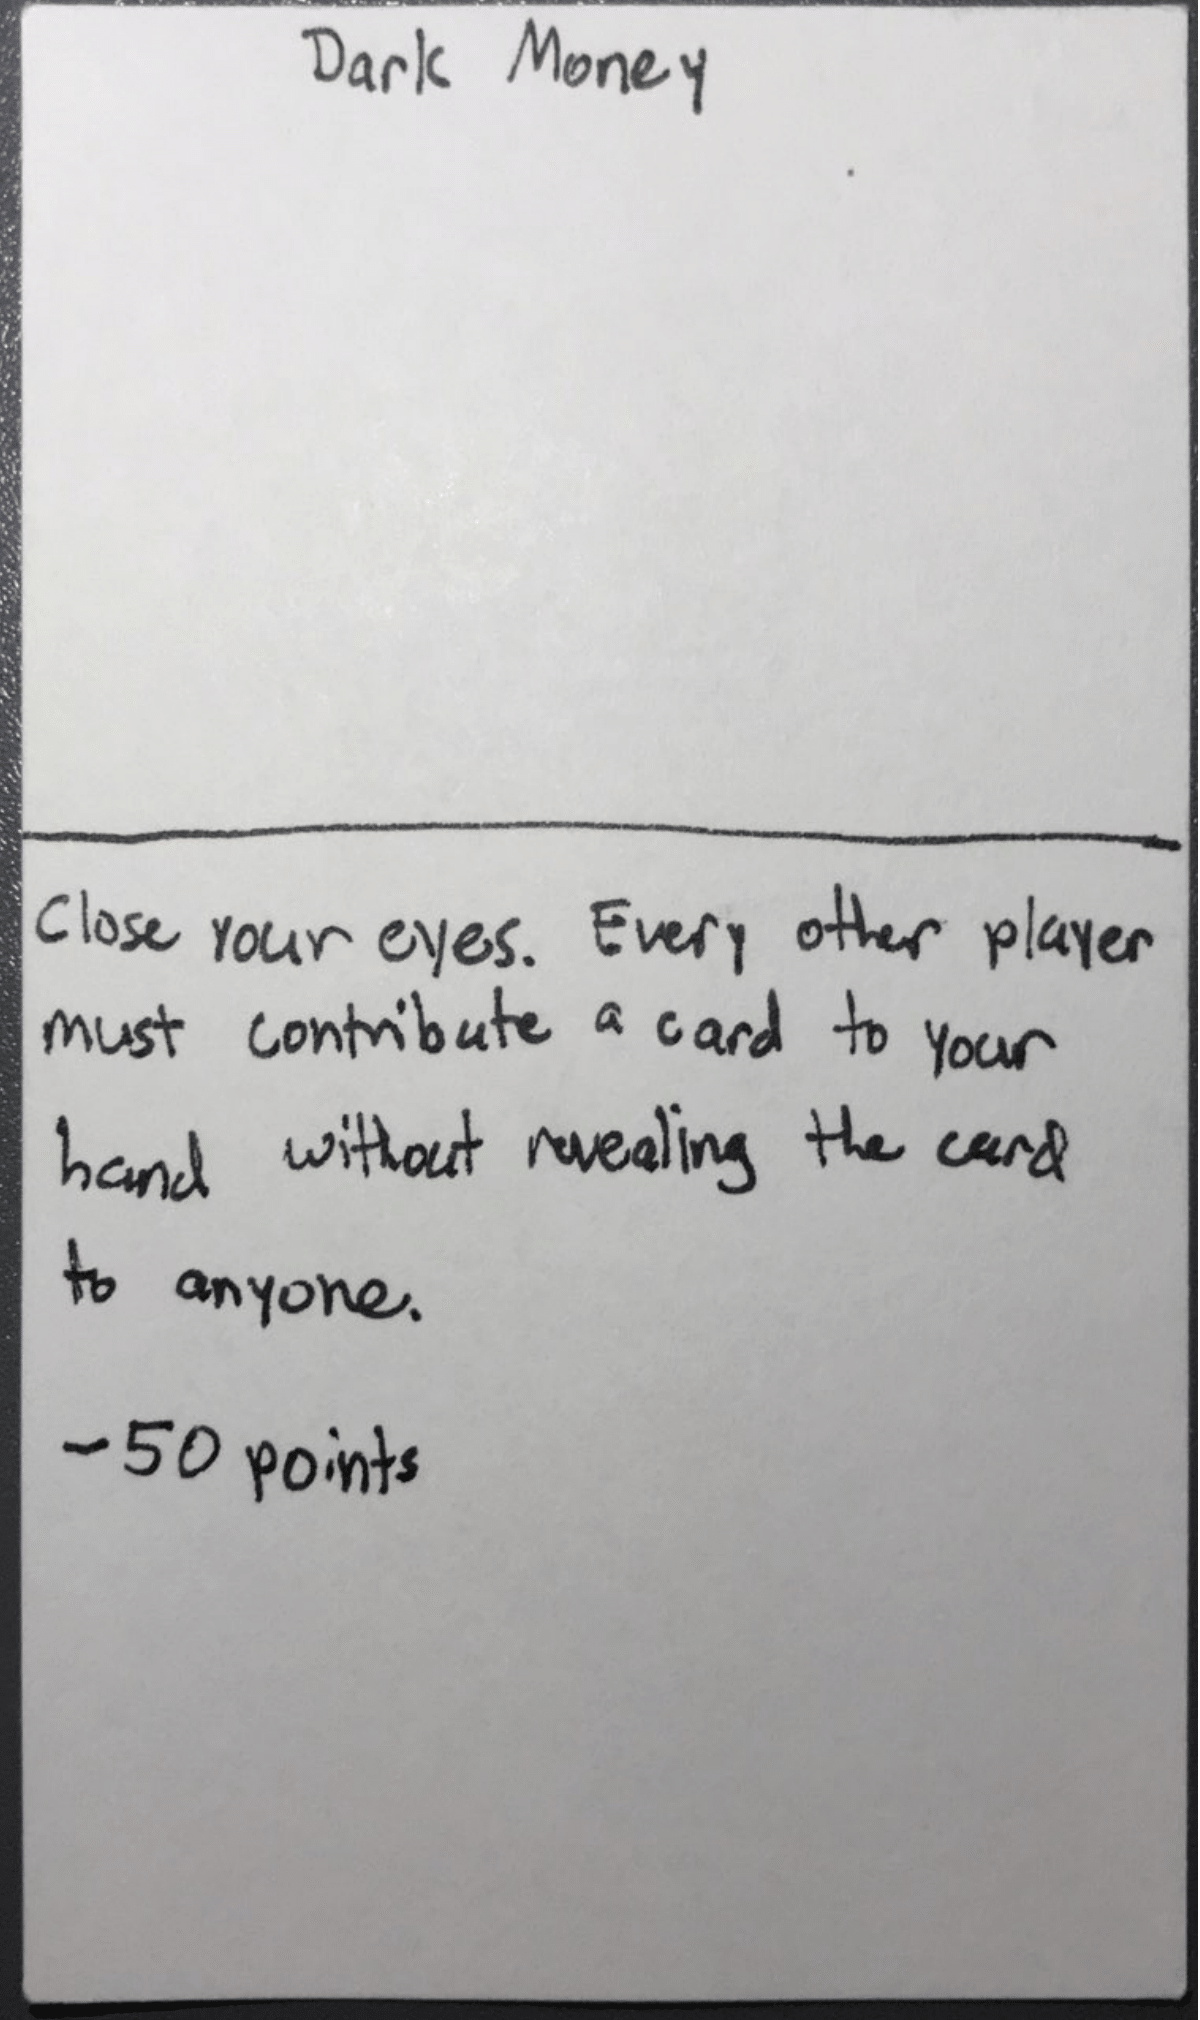 Dark Money
Close your eyes. Every other player
must contribute a card to your
hand without revealing the card
to anyone.
-50 points